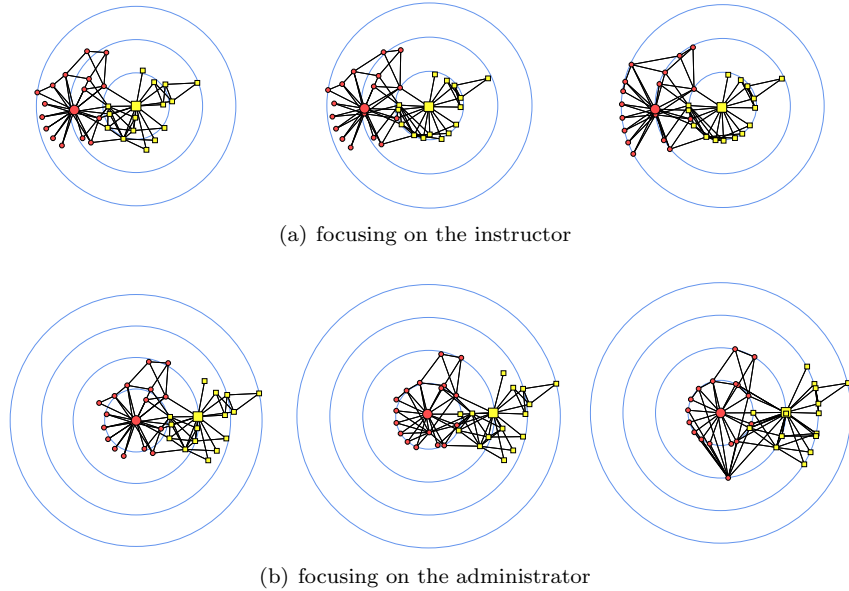 (a) focusing on the instructor
(b) focusing on the administrator